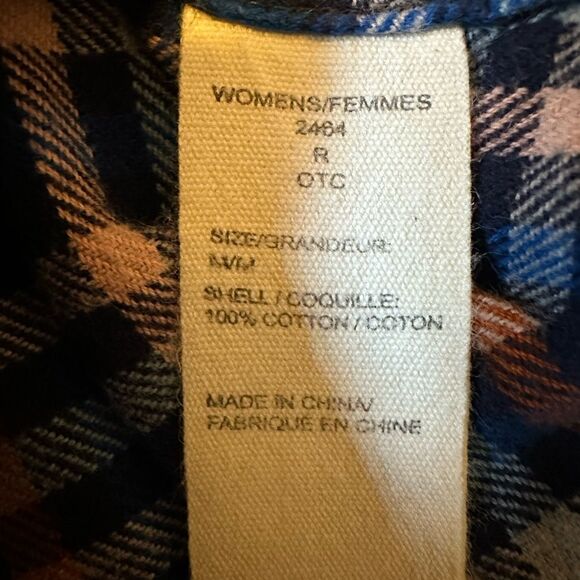 WOMENS/FEMMES
2464
R
OTC
SIZE/GRANDEUR:
M/M
SHELL / COQUILLE:
100% COTTON / COTON
MADE IN CHINA/
FABRIQUE EN CHINE